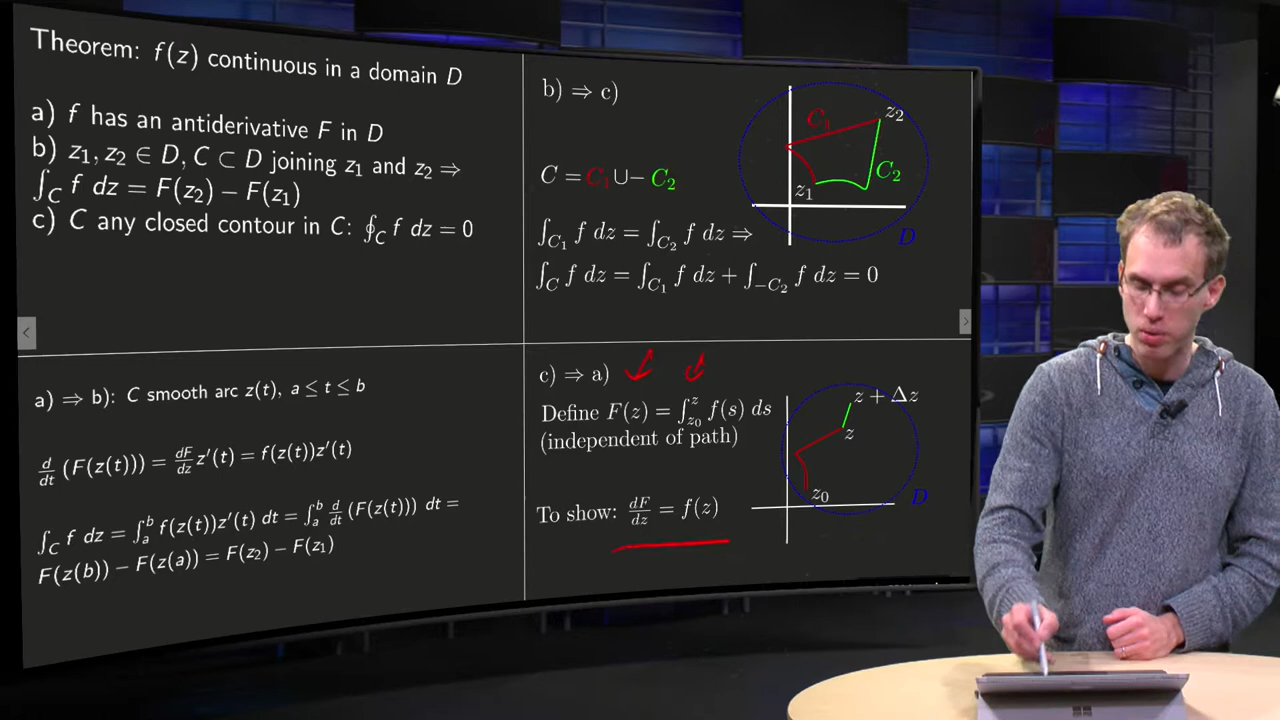 Theorem: f(z) continuous in a domain D
a) f has an antiderivative F in D
b) z₁, z₂ ∈ D, C ⊂ D joining z₁ and z₂ ⇒
∫_C f dz = F(z₂) − F(z₁)
c) C any closed contour in C: ∮_C f dz = 0
b) ⇒ c)
C = C₁ ∪ − C₂
∫_{C₁} f dz = ∫_{C₂} f dz ⇒
∫_C f dz = ∫_{C₁} f dz + ∫_{−C₂} f dz = 0
C₁
z₂
C₂
z₁
D
a) ⇒ b): C smooth arc z(t), a ≤ t ≤ b
d/dt (F(z(t))) = dF/dz z′(t) = f(z(t))z′(t)
∫_C f dz = ∫_a^b f(z(t))z′(t) dt = ∫_a^b d/dt (F(z(t))) dt =
F(z(b)) − F(z(a)) = F(z₂) − F(z₁)
c) ⇒ a)
Define F(z) = ∫_{z₀}^z f(s) ds
(independent of path)
To show: dF/dz = f(z)
z + Δz
z
z₀
D